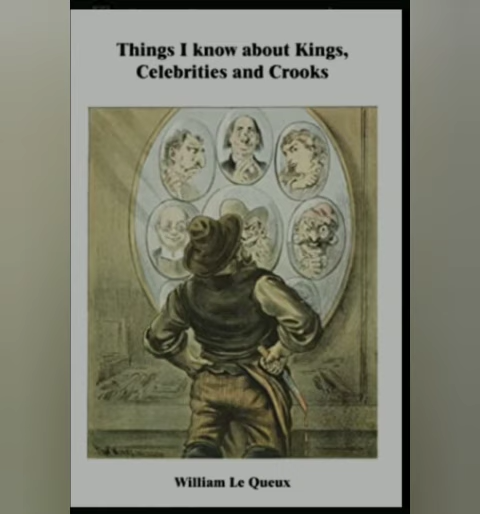 Things I know about Kings,
Celebrities and Crooks
William Le Queux